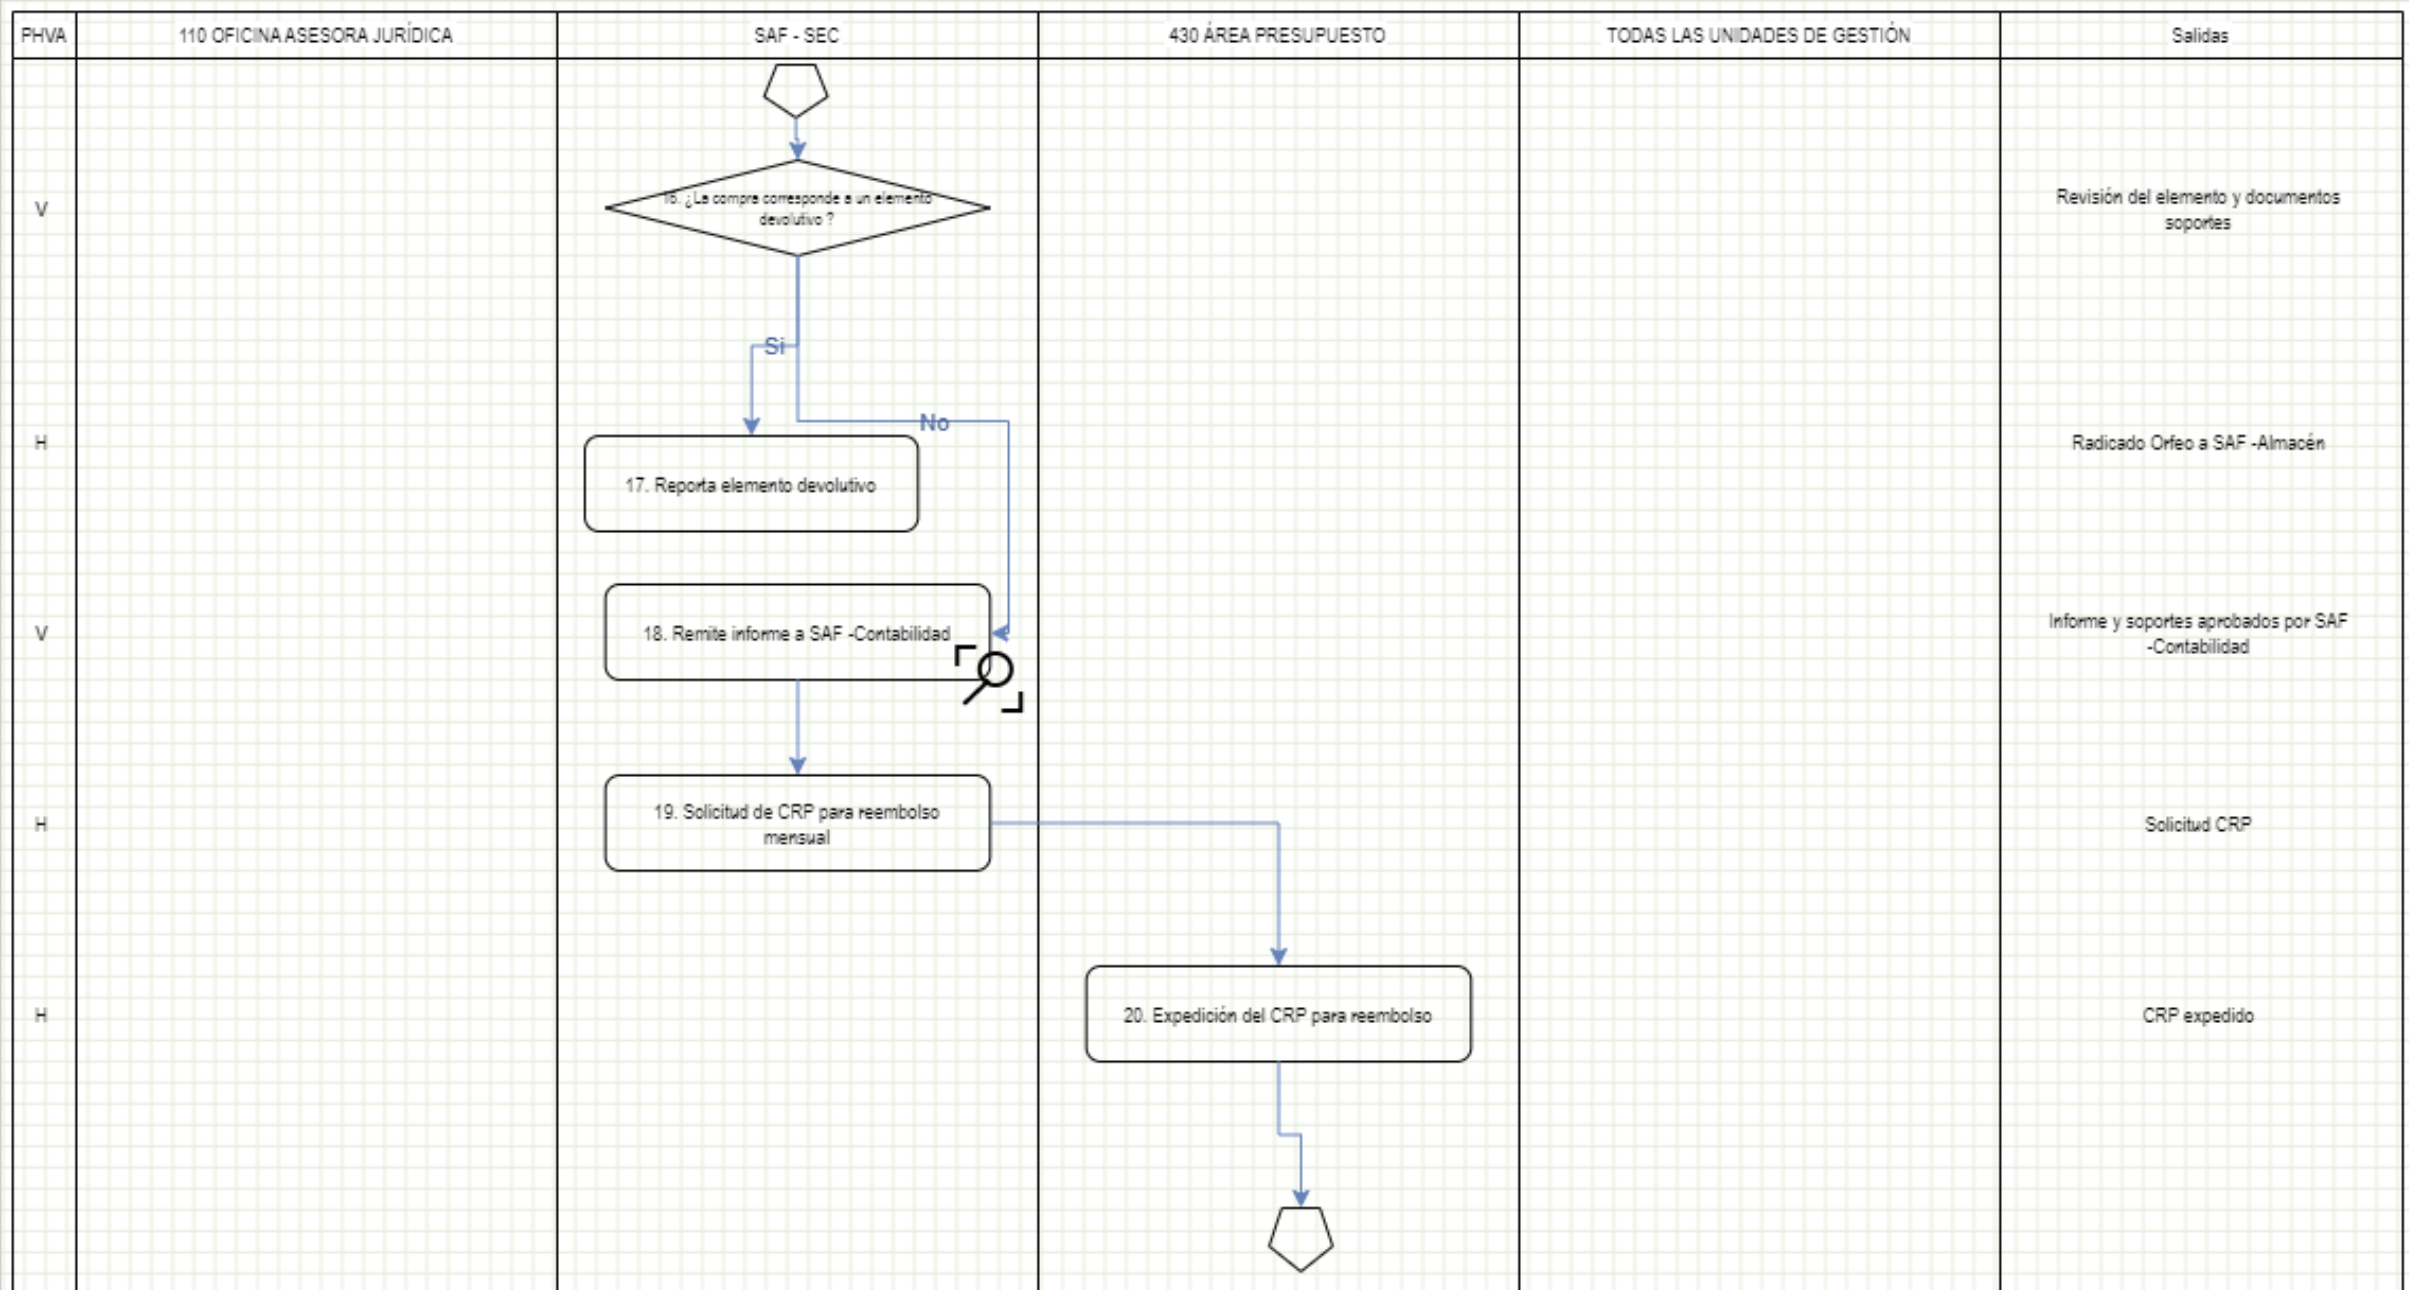 PHVA
110 OFICINA ASESORA JURÍDICA
SAF - SEC
430 ÁREA PRESUPUESTO
TODAS LAS UNIDADES DE GESTIÓN
Salidas
V
16. ¿La compra corresponde a un elemento
devolutivo ?
Revisión del elemento y documentos
soportes
Si
No
H
17. Reporta elemento devolutivo
Radicado Orfeo a SAF -Almacén
V
18. Remite informe a SAF -Contabilidad
Informe y soportes aprobados por SAF
-Contabilidad
H
19. Solicitud de CRP para reembolso
mensual
Solicitud CRP
H
20. Expedición del CRP para reembolso
CRP expedido